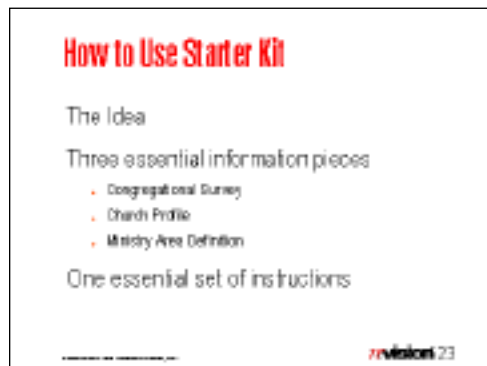 How to Use Starter Kit
The Idea
Three essential information pieces
• Congregational Survey
• Church Profile
• Ministry Area Definition
One essential set of instructions
revision 23